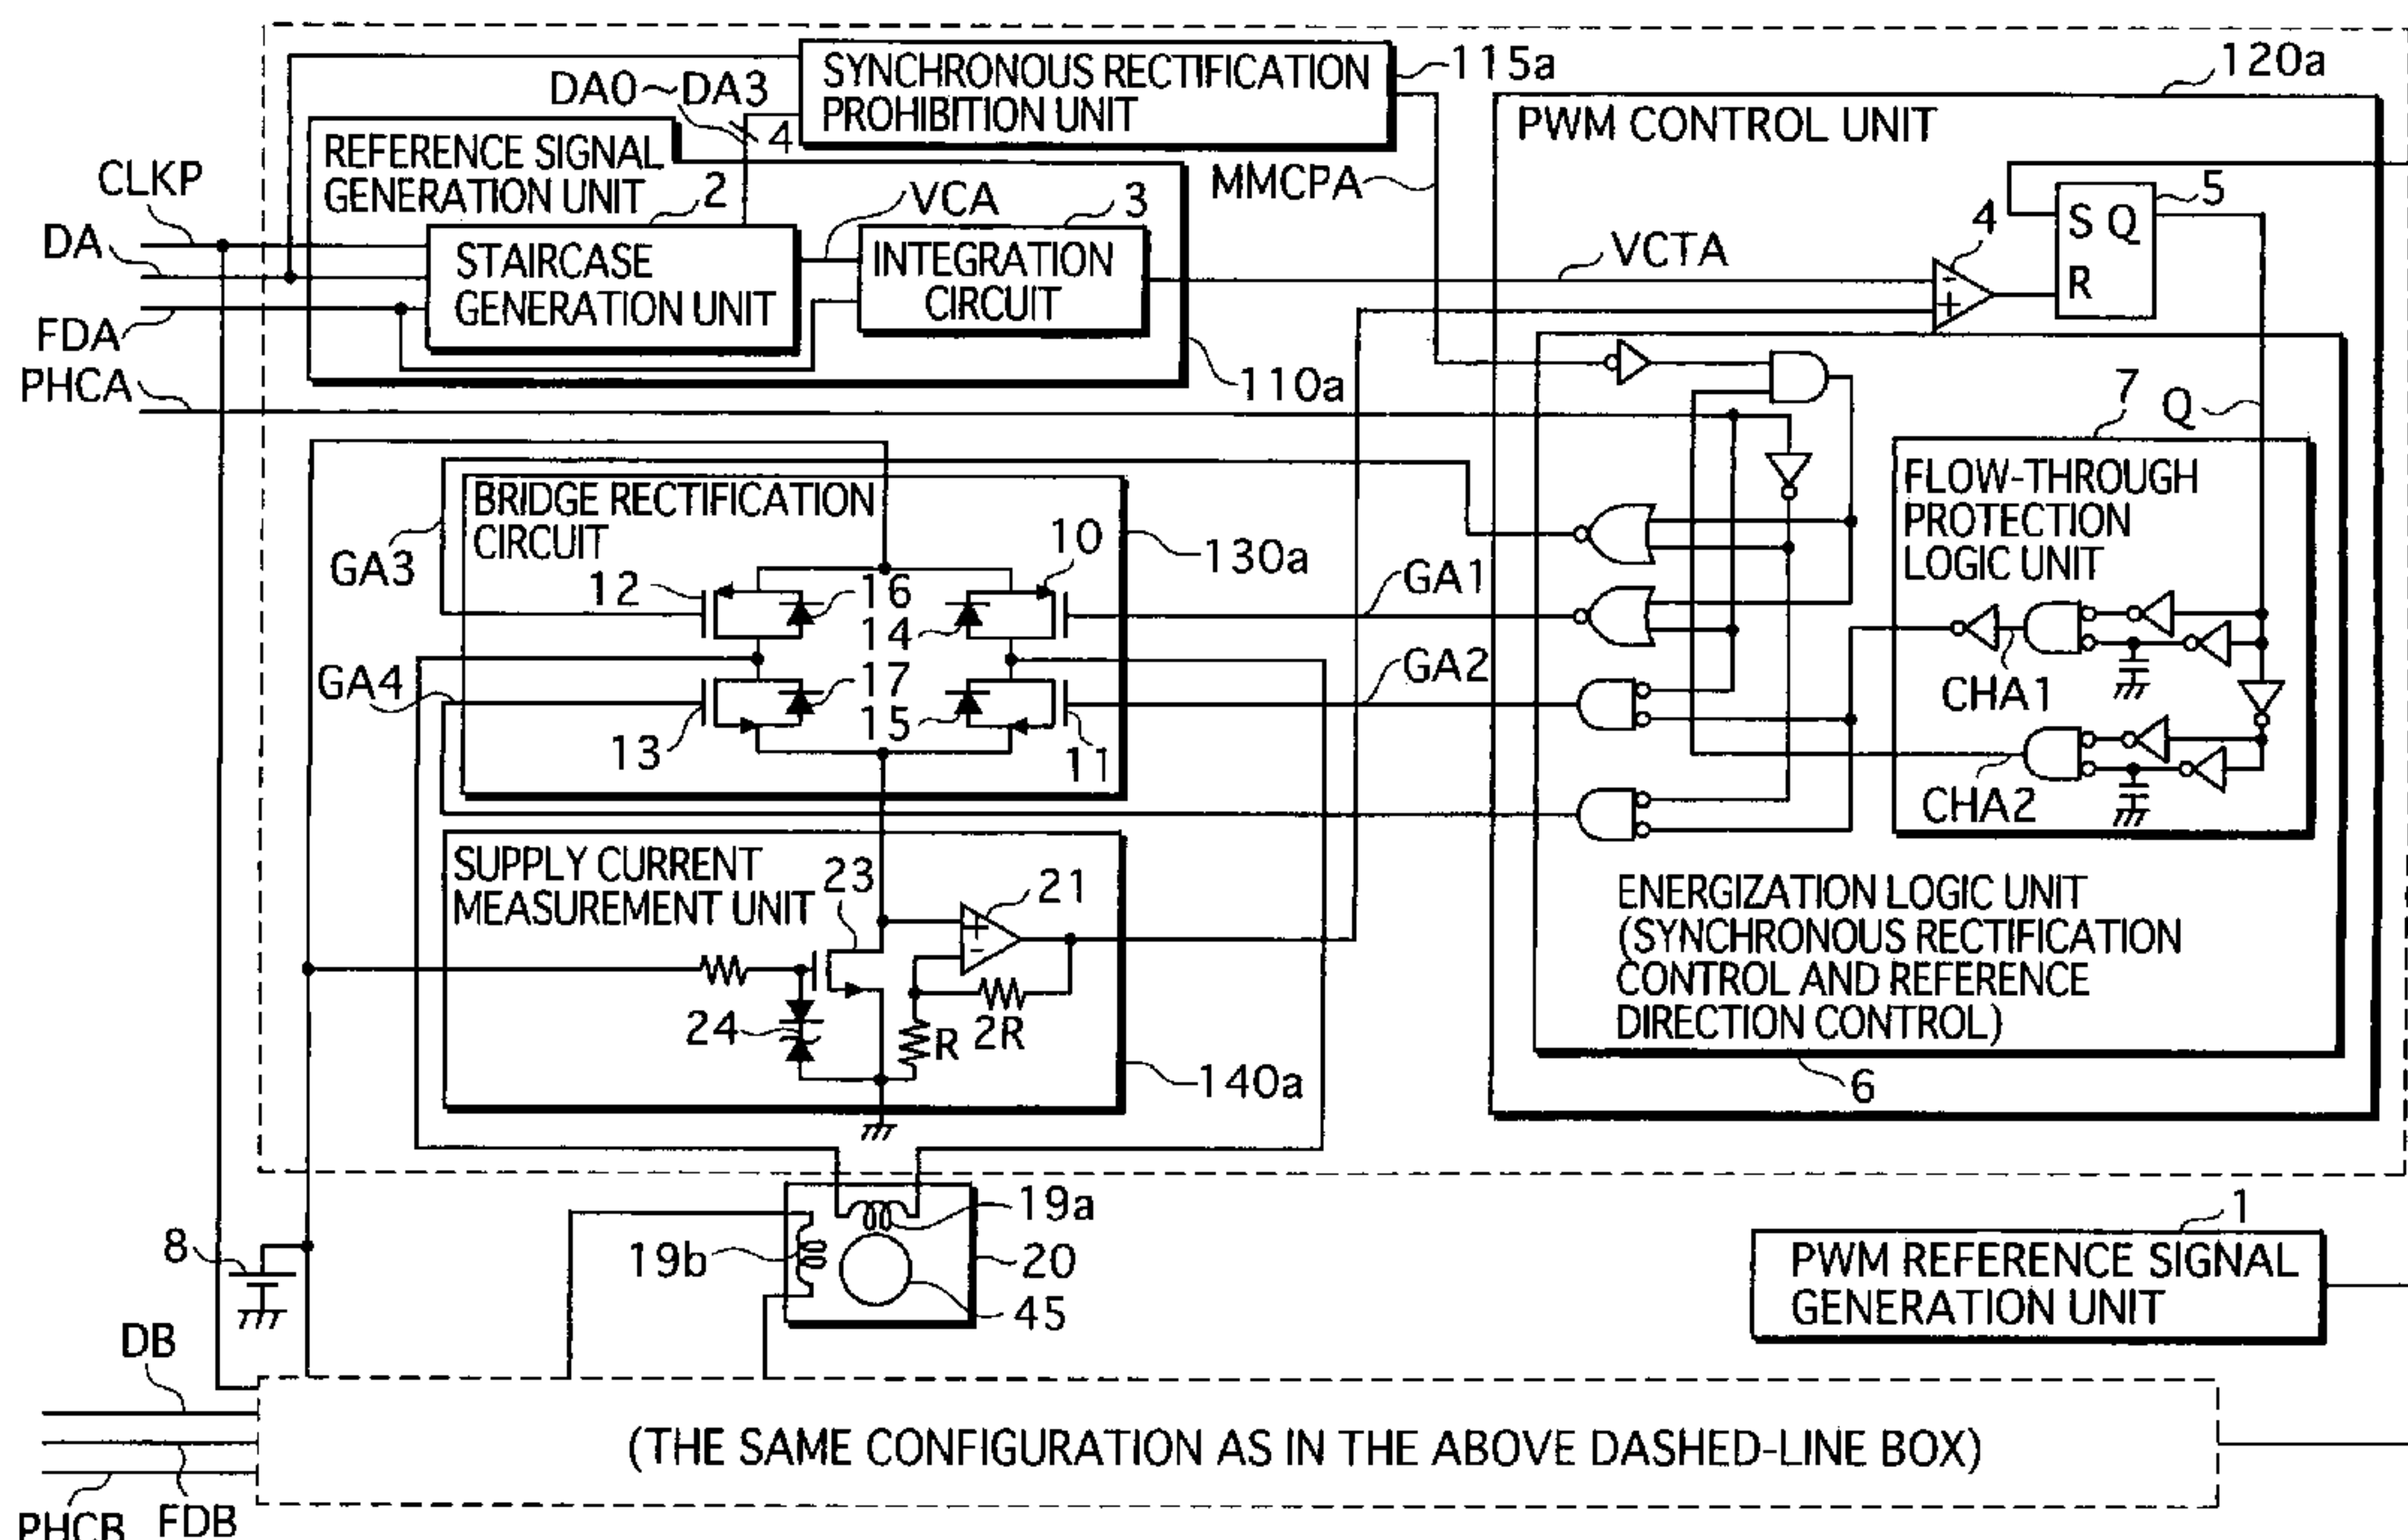 SYNCHRONOUS RECTIFICATION
PROHIBITION UNIT
115a
120a
DA0~DA3
4
PWM CONTROL UNIT
REFERENCE SIGNAL
GENERATION UNIT
CLKP
DA
FDA
PHCA
2
VCA
3
MMCPA
STAIRCASE
GENERATION UNIT
INTEGRATION
CIRCUIT
VCTA
4
-
+
S Q
R
5
110a
7
Q
BRIDGE RECTIFICATION
CIRCUIT
10
130a
GA3
12
16
14
GA1
GA4
17
15
GA2
13
11
FLOW-THROUGH
PROTECTION
LOGIC UNIT
CHA1
CHA2
SUPPLY CURRENT
MEASUREMENT UNIT
23
21
+
-
24
R
2R
140a
ENERGIZATION LOGIC UNIT
(SYNCHRONOUS RECTIFICATION
CONTROL AND REFERENCE
DIRECTION CONTROL)
6
19a
19b
20
45
8
1
PWM REFERENCE SIGNAL
GENERATION UNIT
DB
(THE SAME CONFIGURATION AS IN THE ABOVE DASHED-LINE BOX)
PHCB
FDB